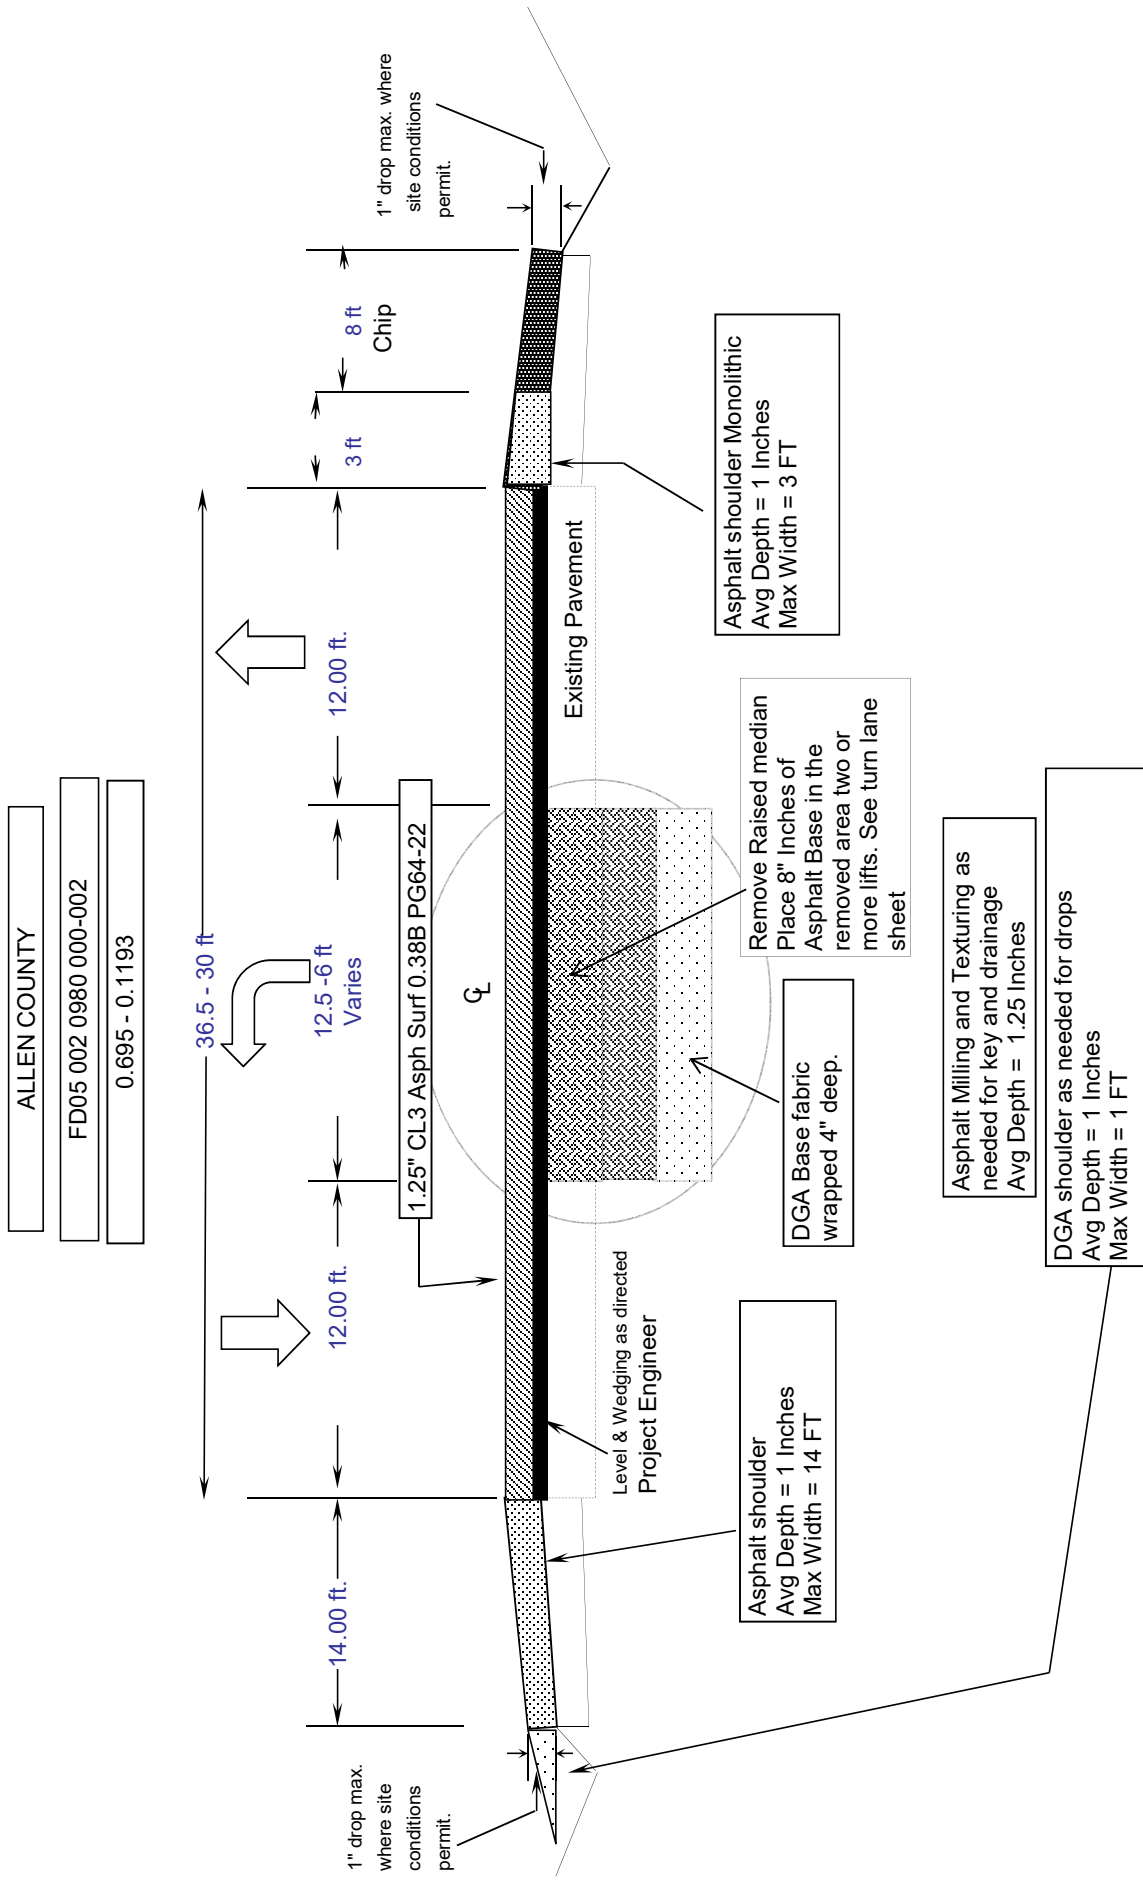 ALLEN COUNTY
FD05 002 0980 000-002
0.695 - 0.1193
36.5 - 30 ft
14.00 ft.
12.00 ft.
12.5 -6 ft
Varies
12.00 ft.
3 ft
8 ft
Chip
1" drop max.
where site
conditions
permit.
1.25" CL3 Asph Surf 0.38B PG64-22
CL
1" drop max. where
site conditions
permit.
Level & Wedging as directed
Project Engineer
Existing Pavement
Asphalt shoulder
Avg Depth = 1 Inches
Max Width = 14 FT
DGA Base fabric
wrapped 4" deep.
Remove Raised median
Place 8" Inches of
Asphalt Base in the
removed area two or
more lifts. See turn lane
sheet
Asphalt shoulder Monolithic
Avg Depth = 1 Inches
Max Width = 3 FT
Asphalt Milling and Texturing as
needed for key and drainage
Avg Depth = 1.25 Inches
DGA shoulder as needed for drops
Avg Depth = 1 Inches
Max Width = 1 FT